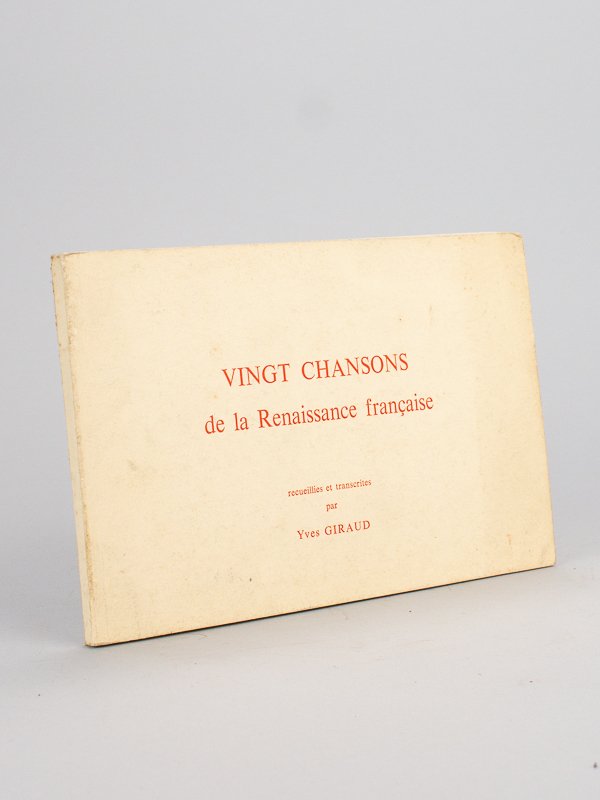 VINGT CHANSONS
de la Renaissance française
recueillies et transcrites
par
Yves GIRAUD